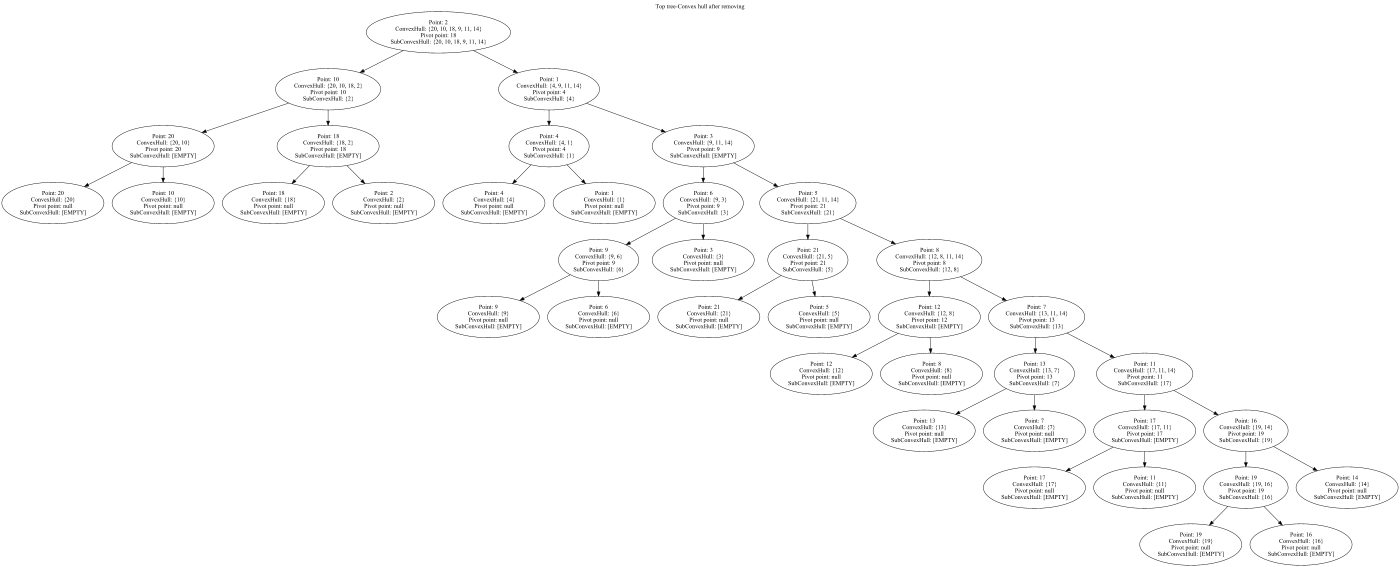 Top tree-Convex hull after removing
Point: 2
ConvexHull: {20, 10, 18, 9, 11, 14}
Pivot point: 18
SubConvexHull: {20, 10, 18, 9, 11, 14}
Point: 10
ConvexHull: {20, 10, 18, 2}
Pivot point: 10
SubConvexHull: {2}
Point: 1
ConvexHull: {4, 9, 11, 14}
Pivot point: 4
SubConvexHull: {4}
Point: 20
ConvexHull: {20, 10}
Pivot point: 20
SubConvexHull: [EMPTY]
Point: 18
ConvexHull: {18, 2}
Pivot point: 18
SubConvexHull: [EMPTY]
Point: 4
ConvexHull: {4, 1}
Pivot point: 4
SubConvexHull: {1}
Point: 3
ConvexHull: {9, 11, 14}
Pivot point: 9
SubConvexHull: [EMPTY]
Point: 20
ConvexHull: {20}
Pivot point: null
SubConvexHull: [EMPTY]
Point: 10
ConvexHull: {10}
Pivot point: null
SubConvexHull: [EMPTY]
Point: 18
ConvexHull: {18}
Pivot point: null
SubConvexHull: [EMPTY]
Point: 2
ConvexHull: {2}
Pivot point: null
SubConvexHull: [EMPTY]
Point: 4
ConvexHull: {4}
Pivot point: null
SubConvexHull: [EMPTY]
Point: 1
ConvexHull: {1}
Pivot point: null
SubConvexHull: [EMPTY]
Point: 6
ConvexHull: {9, 3}
Pivot point: 9
SubConvexHull: {3}
Point: 5
ConvexHull: {21, 11, 14}
Pivot point: 21
SubConvexHull: {21}
Point: 9
ConvexHull: {9, 6}
Pivot point: 9
SubConvexHull: {6}
Point: 3
ConvexHull: {3}
Pivot point: null
SubConvexHull: [EMPTY]
Point: 21
ConvexHull: {21, 5}
Pivot point: 21
SubConvexHull: {5}
Point: 8
ConvexHull: {12, 8, 11, 14}
Pivot point: 8
SubConvexHull: {12, 8}
Point: 9
ConvexHull: {9}
Pivot point: null
SubConvexHull: [EMPTY]
Point: 6
ConvexHull: {6}
Pivot point: null
SubConvexHull: [EMPTY]
Point: 21
ConvexHull: {21}
Pivot point: null
SubConvexHull: [EMPTY]
Point: 5
ConvexHull: {5}
Pivot point: null
SubConvexHull: [EMPTY]
Point: 12
ConvexHull: {12, 8}
Pivot point: 12
SubConvexHull: [EMPTY]
Point: 7
ConvexHull: {13, 11, 14}
Pivot point: 13
SubConvexHull: {13}
Point: 12
ConvexHull: {12}
Pivot point: null
SubConvexHull: [EMPTY]
Point: 8
ConvexHull: {8}
Pivot point: null
SubConvexHull: [EMPTY]
Point: 13
ConvexHull: {13, 7}
Pivot point: 13
SubConvexHull: {7}
Point: 11
ConvexHull: {17, 11, 14}
Pivot point: 11
SubConvexHull: {17}
Point: 13
ConvexHull: {13}
Pivot point: null
SubConvexHull: [EMPTY]
Point: 7
ConvexHull: {7}
Pivot point: null
SubConvexHull: [EMPTY]
Point: 17
ConvexHull: {17, 11}
Pivot point: 17
SubConvexHull: [EMPTY]
Point: 16
ConvexHull: {19, 14}
Pivot point: 19
SubConvexHull: {19}
Point: 17
ConvexHull: {17}
Pivot point: null
SubConvexHull: [EMPTY]
Point: 11
ConvexHull: {11}
Pivot point: null
SubConvexHull: [EMPTY]
Point: 19
ConvexHull: {19, 16}
Pivot point: 19
SubConvexHull: {16}
Point: 14
ConvexHull: {14}
Pivot point: null
SubConvexHull: [EMPTY]
Point: 19
ConvexHull: {19}
Pivot point: null
SubConvexHull: [EMPTY]
Point: 16
ConvexHull: {16}
Pivot point: null
SubConvexHull: [EMPTY]